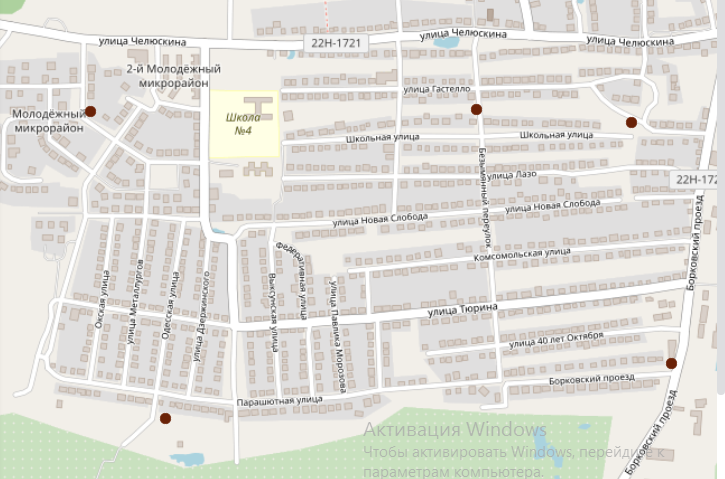 улица Челюскина
22Н-1721
улица Челюскина
улица Челюскина
2-й Молодёжный
микрорайон
улица Гастелло
Молодёжный
микрорайон
Школа
№4
Школьная улица
Школьная улица
Безымянный переулок
улица Лазо
22Н-172
улица Новая Слобода
улица Новая Слобода
Борковский проезд
Федеративная улица
Комсомольская улица
Окская улица
улица Металлургов
Одесская улица
улица Дзержинского
Выксунская улица
улица Павлика Морозова
улица Тюрина
улица 40 лет Октября
Борковский проезд
Парашютная улица
Борковский проезд
Активация Windows
Чтобы активировать Windows, перейдите к
параметрам компьютера.